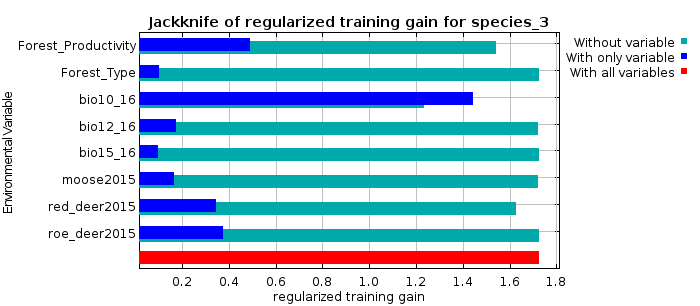 Jackknife of regularized training gain for species_3
Environmental Variable
Forest_Productivity
Forest_Type
bio10_16
bio12_16
bio15_16
moose2015
red_deer2015
roe_deer2015
0.2 0.4 0.6 0.8 1.0 1.2 1.4 1.6 1.8
regularized training gain
Without variable
With only variable
With all variables